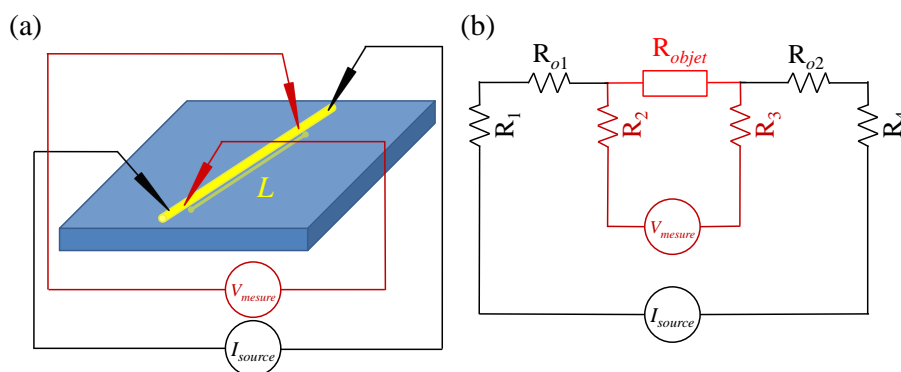 (a)
L
V_mesure
I_source
(b)
R_objet
R_o1
R_o2
R_1
R_2
R_3
R_4
V_mesure
I_source